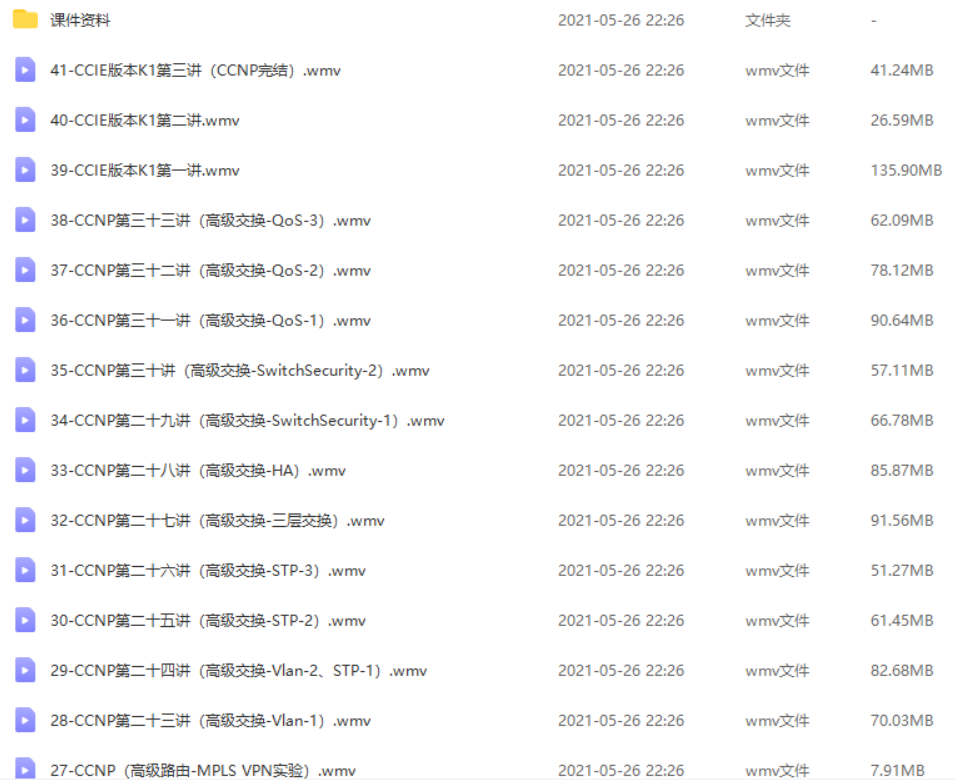 课件资料 2021-05-26 22:26 文件夹 -
41-CCIE版本K1第三讲（CCNP完结）.wmv 2021-05-26 22:26 wmv文件 41.24MB
40-CCIE版本K1第二讲.wmv 2021-05-26 22:26 wmv文件 26.59MB
39-CCIE版本K1第一讲.wmv 2021-05-26 22:26 wmv文件 135.90MB
38-CCNP第三十三讲（高级交换-QoS-3）.wmv 2021-05-26 22:26 wmv文件 62.09MB
37-CCNP第三十二讲（高级交换-QoS-2）.wmv 2021-05-26 22:26 wmv文件 78.12MB
36-CCNP第三十一讲（高级交换-QoS-1）.wmv 2021-05-26 22:26 wmv文件 90.64MB
35-CCNP第三十讲（高级交换-SwitchSecurity-2）.wmv 2021-05-26 22:26 wmv文件 57.11MB
34-CCNP第二十九讲（高级交换-SwitchSecurity-1）.wmv 2021-05-26 22:26 wmv文件 66.78MB
33-CCNP第二十八讲（高级交换-HA）.wmv 2021-05-26 22:26 wmv文件 85.87MB
32-CCNP第二十七讲（高级交换-三层交换）.wmv 2021-05-26 22:26 wmv文件 91.56MB
31-CCNP第二十六讲（高级交换-STP-3）.wmv 2021-05-26 22:26 wmv文件 51.27MB
30-CCNP第二十五讲（高级交换-STP-2）.wmv 2021-05-26 22:26 wmv文件 61.45MB
29-CCNP第二十四讲（高级交换-Vlan-2、STP-1）.wmv 2021-05-26 22:26 wmv文件 82.68MB
28-CCNP第二十三讲（高级交换-Vlan-1）.wmv 2021-05-26 22:26 wmv文件 70.03MB
27-CCNP（高级路由-MPLS VPN实验）.wmv 2021-05-26 22:26 wmv文件 7.91MB